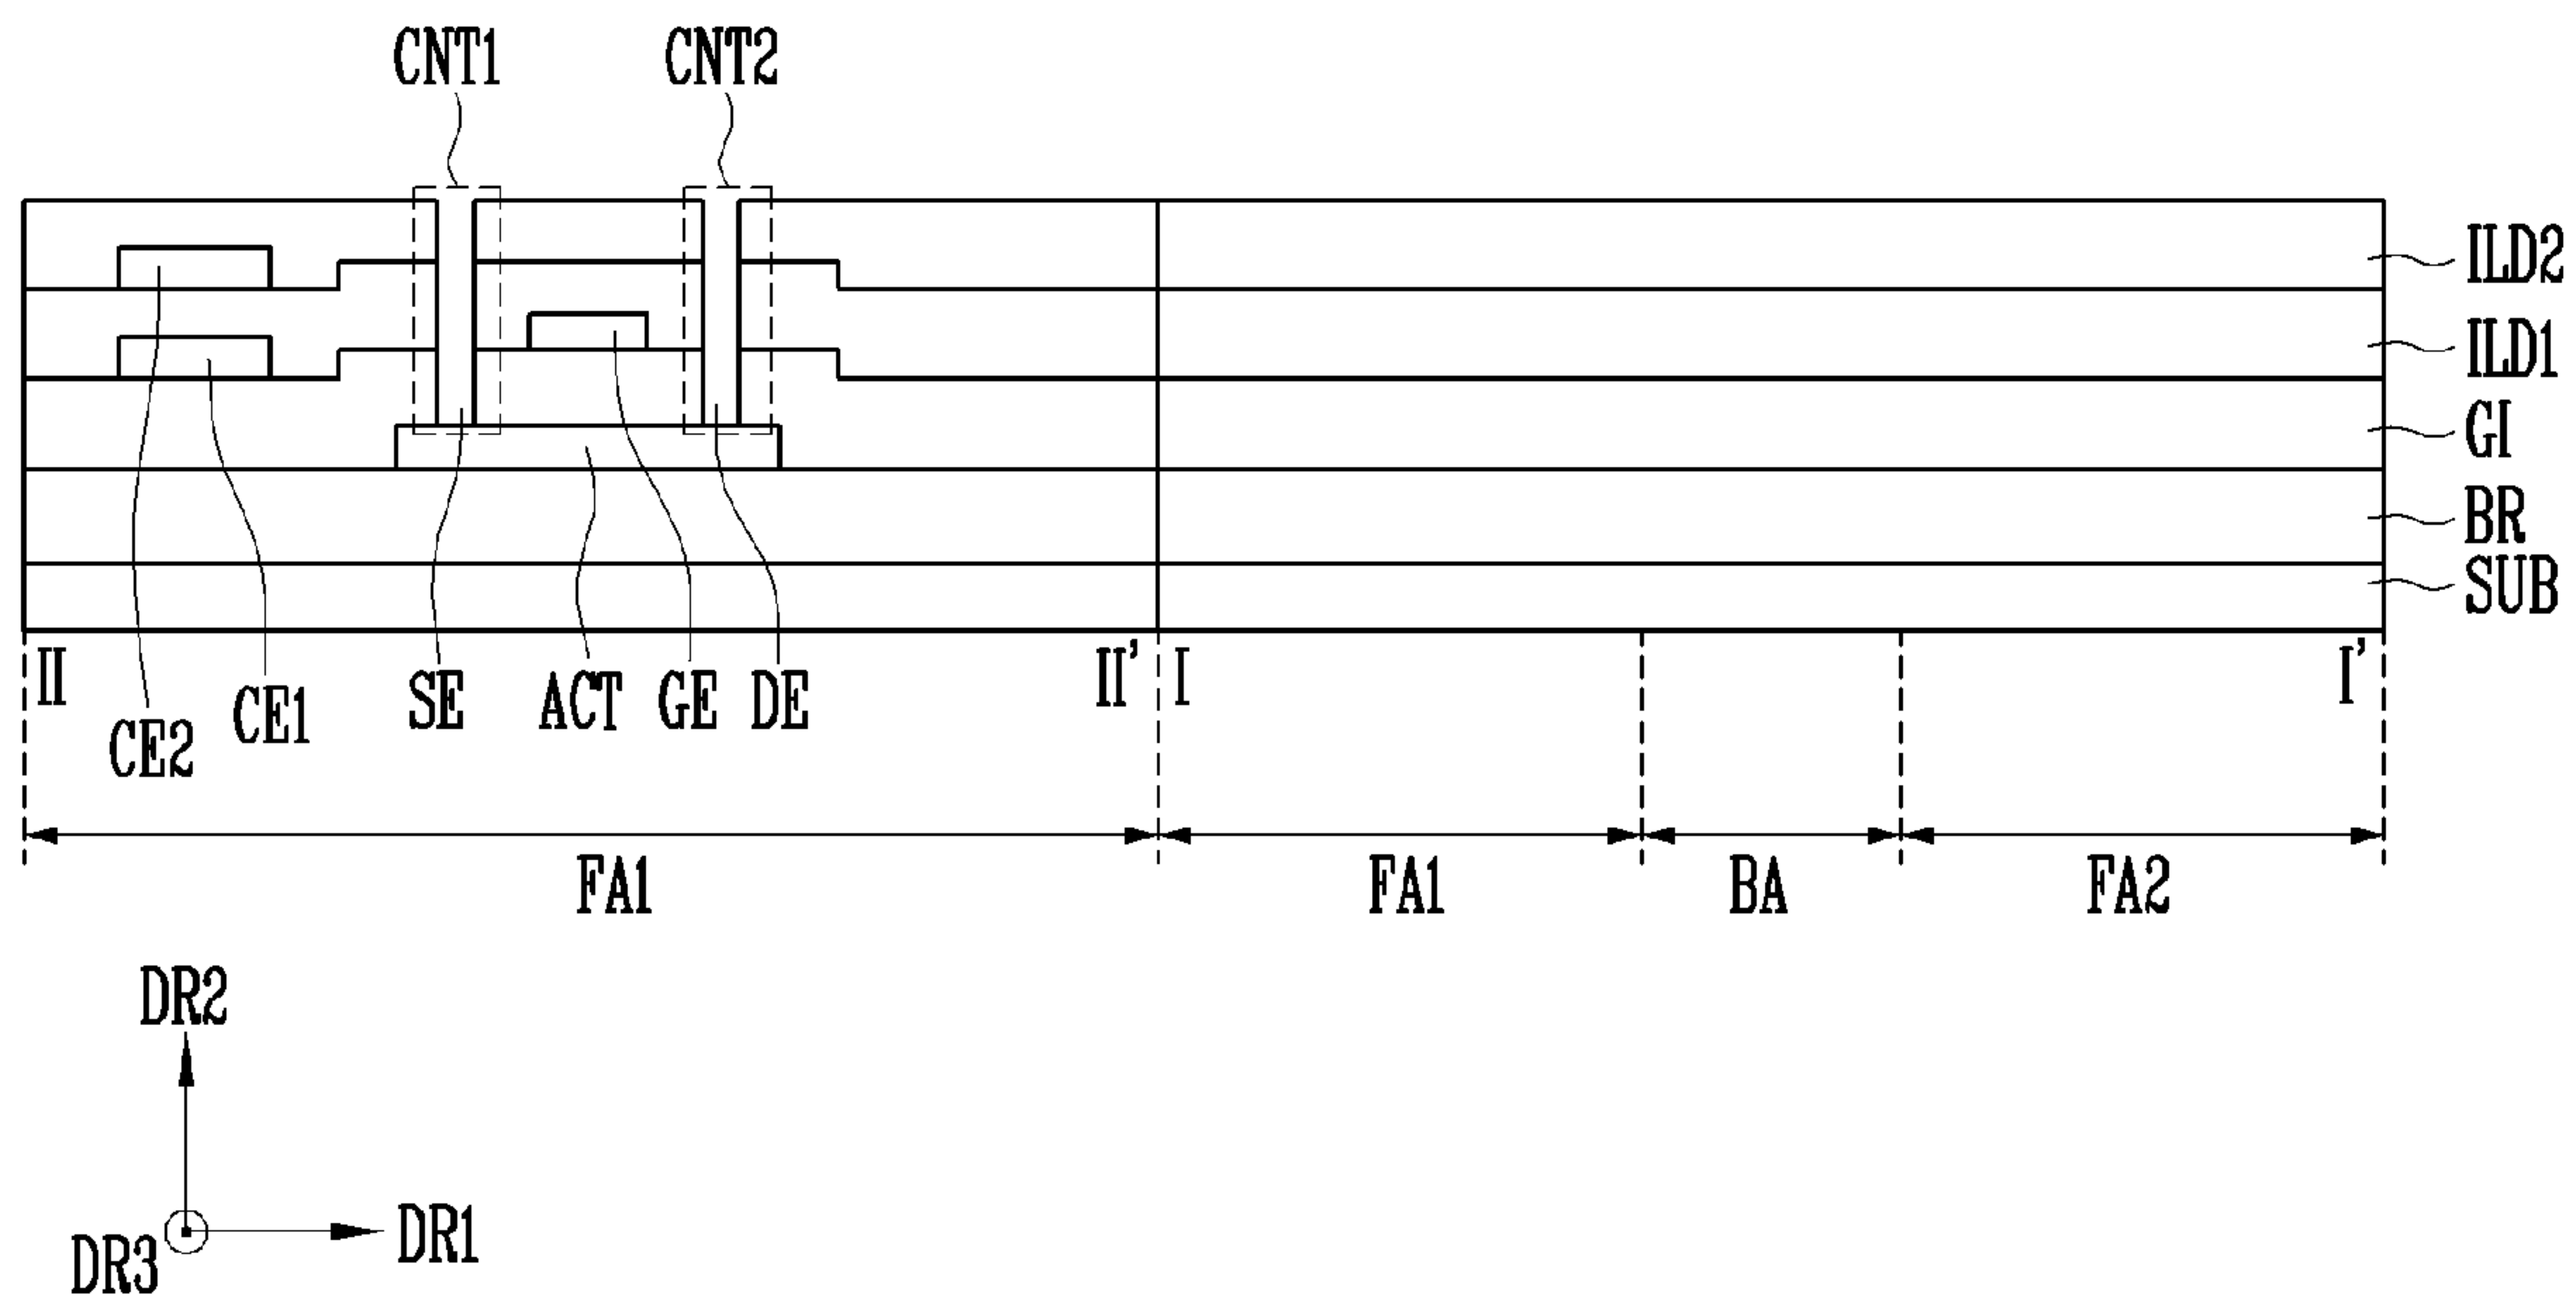 CNT1 CNT2
ILD2
ILD1
GI
BR
SUB
II II' I I'
CE2 CE1 SE ACT GE DE
FA1 FA1 BA FA2
DR2
DR3 DR1